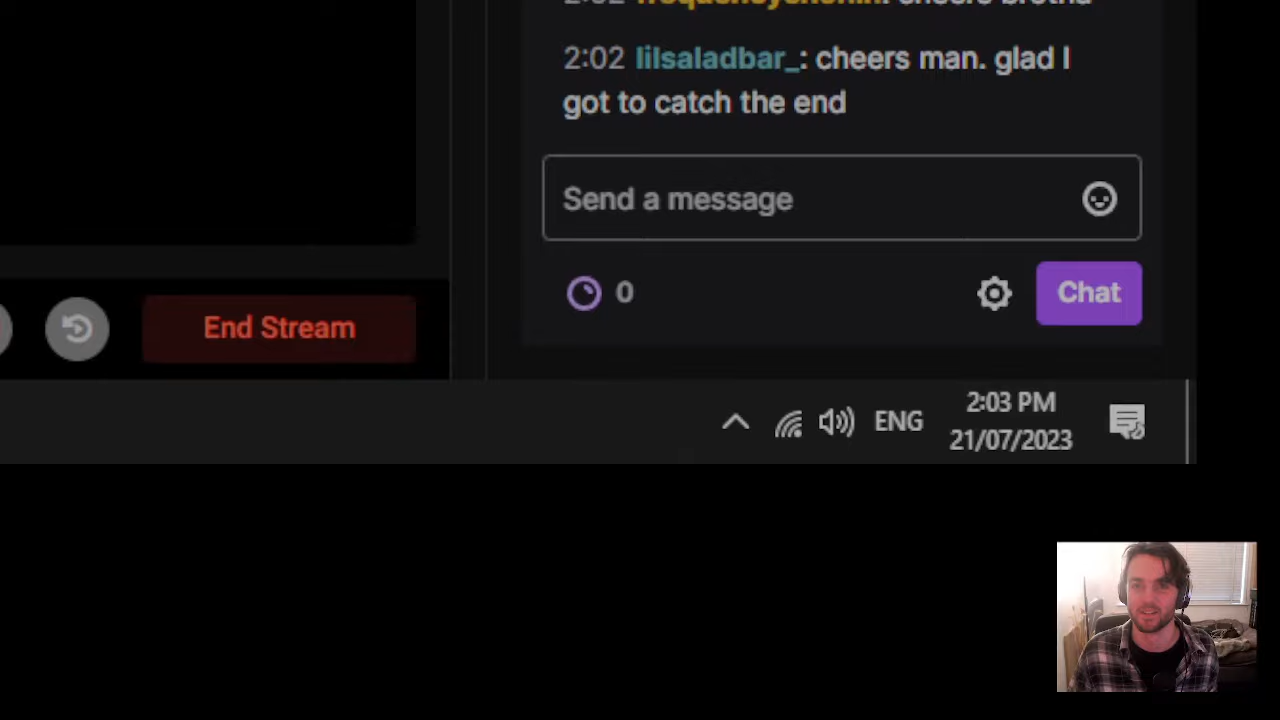 2:02 lilsaladbar_: cheers man. glad I
got to catch the end
Send a message
0
Chat
End Stream
ENG
2:03 PM
21/07/2023